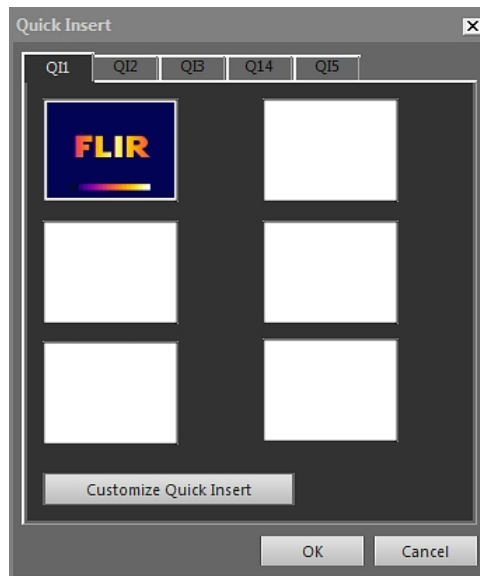 Quick Insert
QI1 QI2 QI3 Q14 QI5
FLIR
Customize Quick Insert
OK Cancel